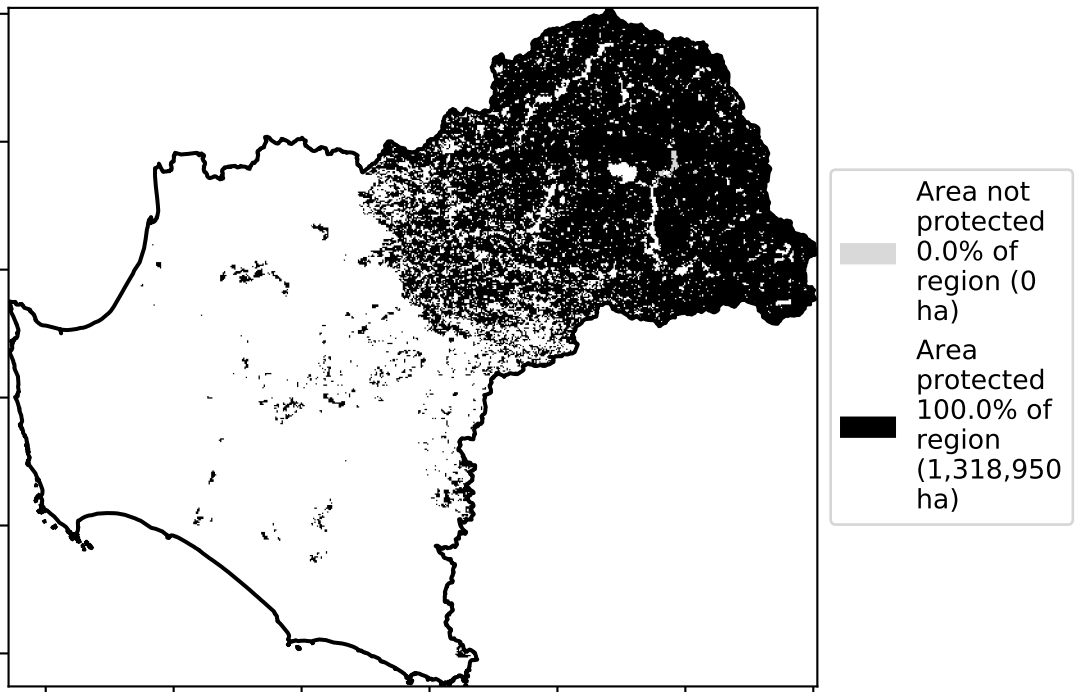 Area not
protected
0.0% of
region (0
ha)
Area
protected
100.0% of
region
(1,318,950
ha)